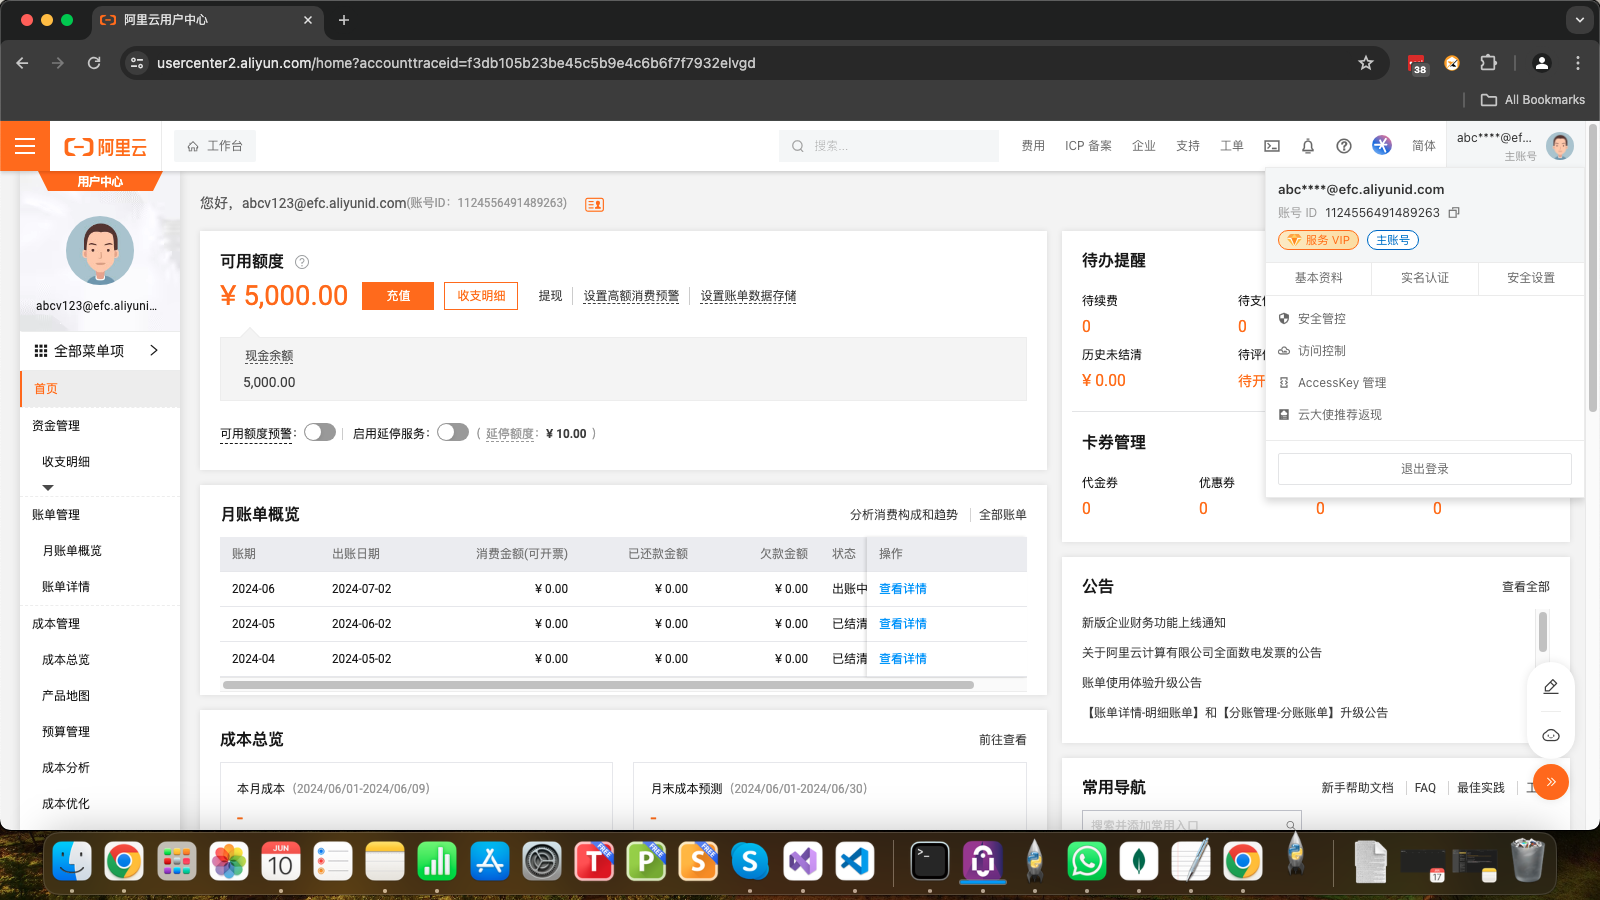 阿里云用户中心
usercenter2.aliyun.com/home?accounttraceid=f3db105b23be45c5b9e4c6b6f7f7932elvgd
38
All Bookmarks
阿里云
工作台
搜索...
费用
ICP 备案
企业
支持
工单
简体
abc****@ef...
主账号
用户中心
abcv123@efc.aliyuni...
全部菜单项
首页
资金管理
收支明细
账单管理
月账单概览
账单详情
成本管理
成本总览
产品地图
预算管理
成本分析
成本优化
您好，abcv123@efc.aliyunid.com(账号ID：1124556491489263)
可用额度
¥ 5,000.00
充值
收支明细
提现
设置高额消费预警
设置账单数据存储
现金余额
5,000.00
可用额度预警：
启用延停服务：
( 延停额度： ¥ 10.00 )
月账单概览
分析消费构成和趋势
全部账单
账期 出账日期 消费金额(可开票) 已还款金额 欠款金额 状态 操作
2024-06 2024-07-02 ¥ 0.00 ¥ 0.00 ¥ 0.00 出账中 查看详情
2024-05 2024-06-02 ¥ 0.00 ¥ 0.00 ¥ 0.00 已结清 查看详情
2024-04 2024-05-02 ¥ 0.00 ¥ 0.00 ¥ 0.00 已结清 查看详情
成本总览
前往查看
本月成本 (2024/06/01-2024/06/09)
-
月末成本预测 (2024/06/01-2024/06/30)
-
待办提醒
待续费
0
待支
0
历史未结清
¥ 0.00
待评
待开
卡券管理
代金券
0
优惠券
0
0
0
abc****@efc.aliyunid.com
账号 ID 1124556491489263
服务 VIP
主账号
基本资料
实名认证
安全设置
安全管控
访问控制
AccessKey 管理
云大使推荐返现
退出登录
公告
查看全部
新版企业财务功能上线通知
关于阿里云计算有限公司全面数电发票的公告
账单使用体验升级公告
【账单详情-明细账单】和【分账管理-分账账单】升级公告
常用导航
新手帮助文档
FAQ
最佳实践
工
搜索并添加常用入口
JUN
10
T
FREE
P
FREE
S
FREE
S
17